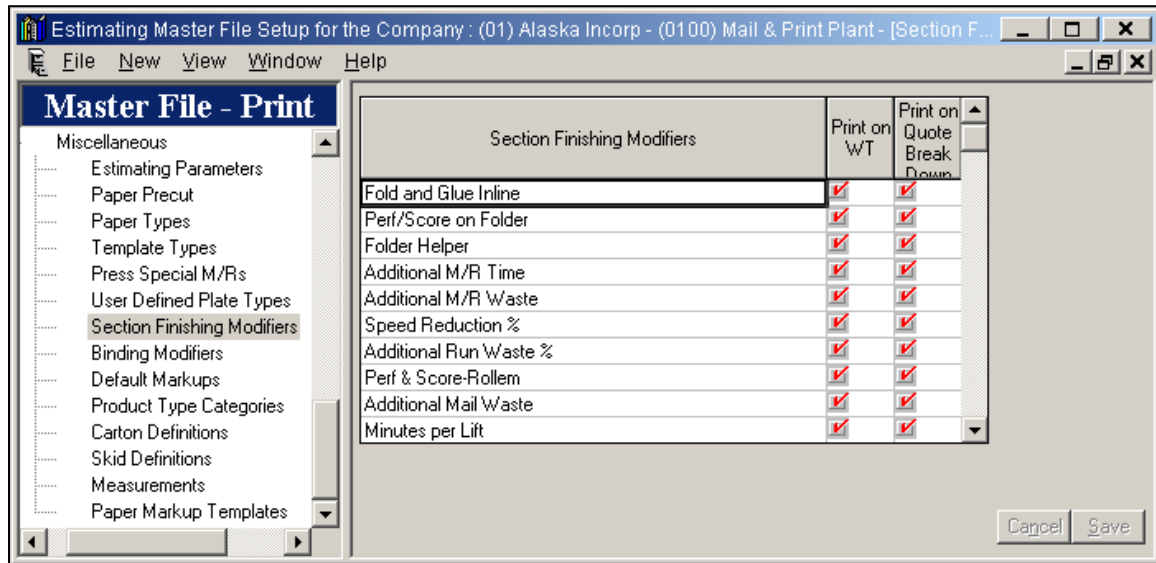 Estimating Master File Setup for the Company : (01) Alaska Incorp - (0100) Mail & Print Plant - [Section F...
File New View Window Help
Master File - Print
Miscellaneous
Estimating Parameters
Paper Precut
Paper Types
Template Types
Press Special M/Rs
User Defined Plate Types
Section Finishing Modifiers
Binding Modifiers
Default Markups
Product Type Categories
Carton Definitions
Skid Definitions
Measurements
Paper Markup Templates
Section Finishing Modifiers
Print on
WT
Print on
Quote
Break
Down
Fold and Glue Inline
Perf/Score on Folder
Folder Helper
Additional M/R Time
Additional M/R Waste
Speed Reduction %
Additional Run Waste %
Perf & Score-Rollem
Additional Mail Waste
Minutes per Lift
Cancel Save